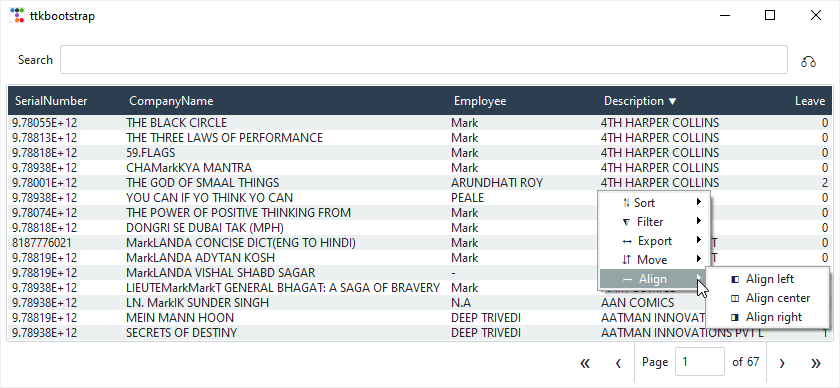 ttkbootstrap
Search
SerialNumber CompanyName Employee Description ▼ Leave
9.78055E+12 THE BLACK CIRCLE Mark 4TH HARPER COLLINS 0
9.78813E+12 THE THREE LAWS OF PERFORMANCE Mark 4TH HARPER COLLINS 0
9.78818E+12 59.FLAGS Mark 4TH HARPER COLLINS 0
9.78938E+12 CHAMarkKYA MANTRA Mark 4TH HARPER COLLINS 0
9.78001E+12 THE GOD OF SMAAL THINGS ARUNDHATI ROY 4TH HARPER COLLINS 2
9.78938E+12 YOU CAN IF YO THINK YO CAN PEALE 0
9.78074E+12 THE POWER OF POSITIVE THINKING FROM Mark 0
9.78818E+12 DONGRI SE DUBAI TAK (MPH) Mark 0
8187776021 MarkLANDA CONCISE DICT(ENG TO HINDI) Mark 0
9.78819E+12 MarkLANDA ADYTAN KOSH Mark 0
9.78819E+12 MarkLANDA VISHAL SHABD SAGAR -
9.78938E+12 LIEUTEMarkMarkT GENERAL BHAGAT: A SAGA OF BRAVERY Mark
9.78938E+12 LN. MarkIK SUNDER SINGH N.A AAN COMICS
9.78819E+12 MEIN MANN HOON DEEP TRIVEDI AATMAN INNOVAT
9.78938E+12 SECRETS OF DESTINY DEEP TRIVEDI AATMAN INNOVATIONS PVT L 1
Sort
Filter
Export
Move
Align
Align left
Align center
Align right
« ‹ Page 1 of 67 › »